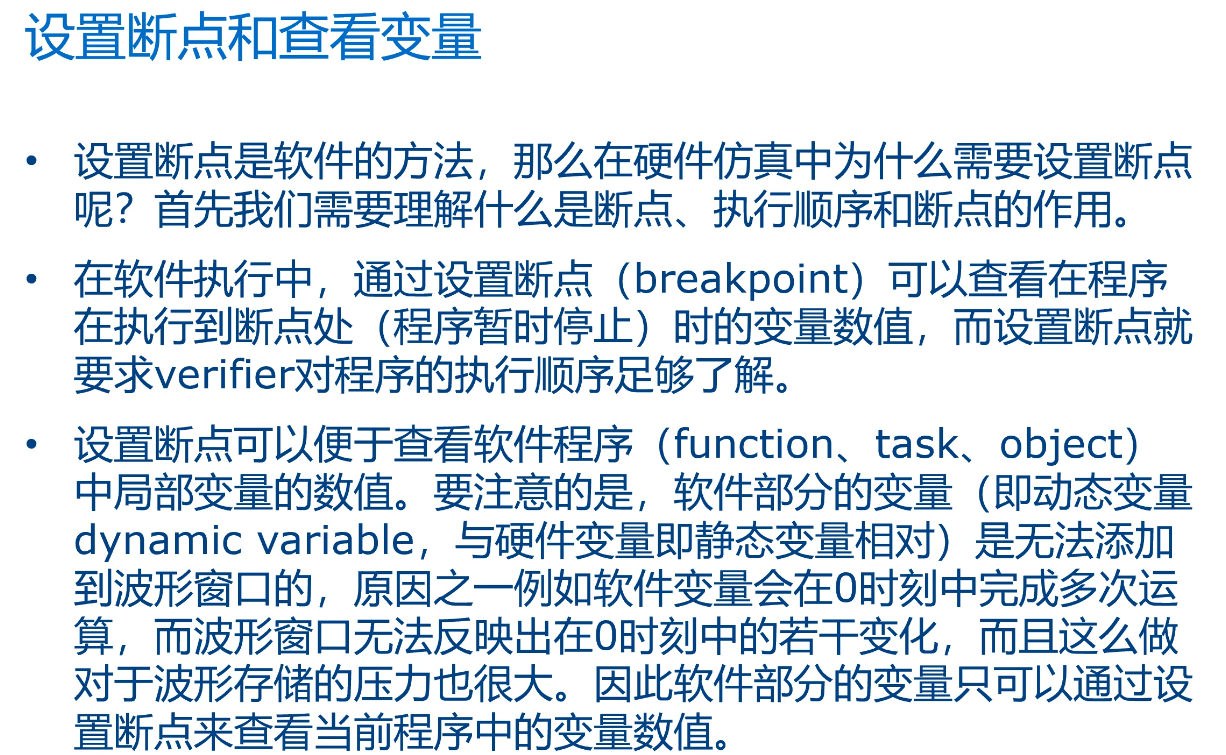 设置断点和查看变量
• 设置断点是软件的方法，那么在硬件仿真中为什么需要设置断点
呢？首先我们需要理解什么是断点、执行顺序和断点的作用。
• 在软件执行中，通过设置断点（breakpoint）可以查看在程序
在执行到断点处（程序暂时停止）时的变量数值，而设置断点就
要求verifier对程序的执行顺序足够了解。
• 设置断点可以便于查看软件程序（function、task、object）
中局部变量的数值。要注意的是，软件部分的变量（即动态变量
dynamic variable，与硬件变量即静态变量相对）是无法添加
到波形窗口的，原因之一例如软件变量会在0时刻中完成多次运
算，而波形窗口无法反映出在0时刻中的若干变化，而且这么做
对于波形存储的压力也很大。因此软件部分的变量只可以通过设
置断点来查看当前程序中的变量数值。